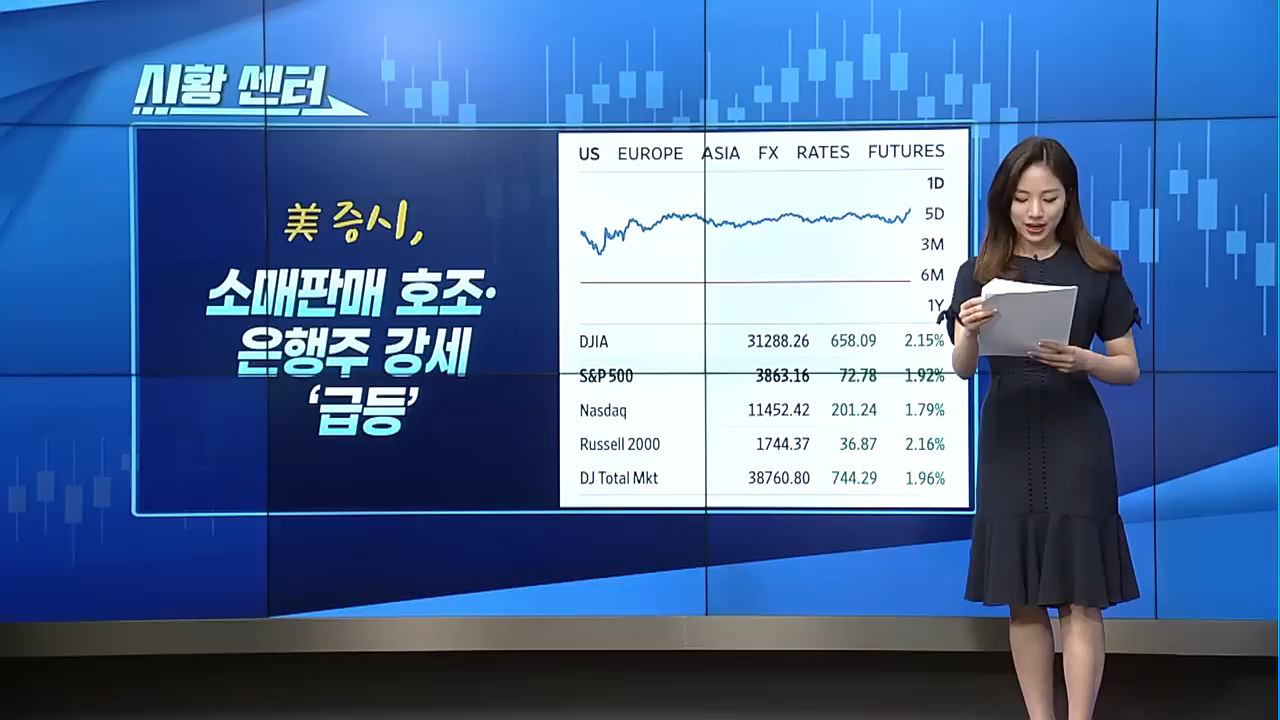 시황 센터
美 증시,
소매판매 호조·
은행주 강세
‘급등’
US EUROPE ASIA FX RATES FUTURES
1D
5D
3M
6M
1Y
DJIA 31288.26 658.09 2.15%
S&P 500 3863.16 72.78 1.92%
Nasdaq 11452.42 201.24 1.79%
Russell 2000 1744.37 36.87 2.16%
DJ Total Mkt 38760.80 744.29 1.96%